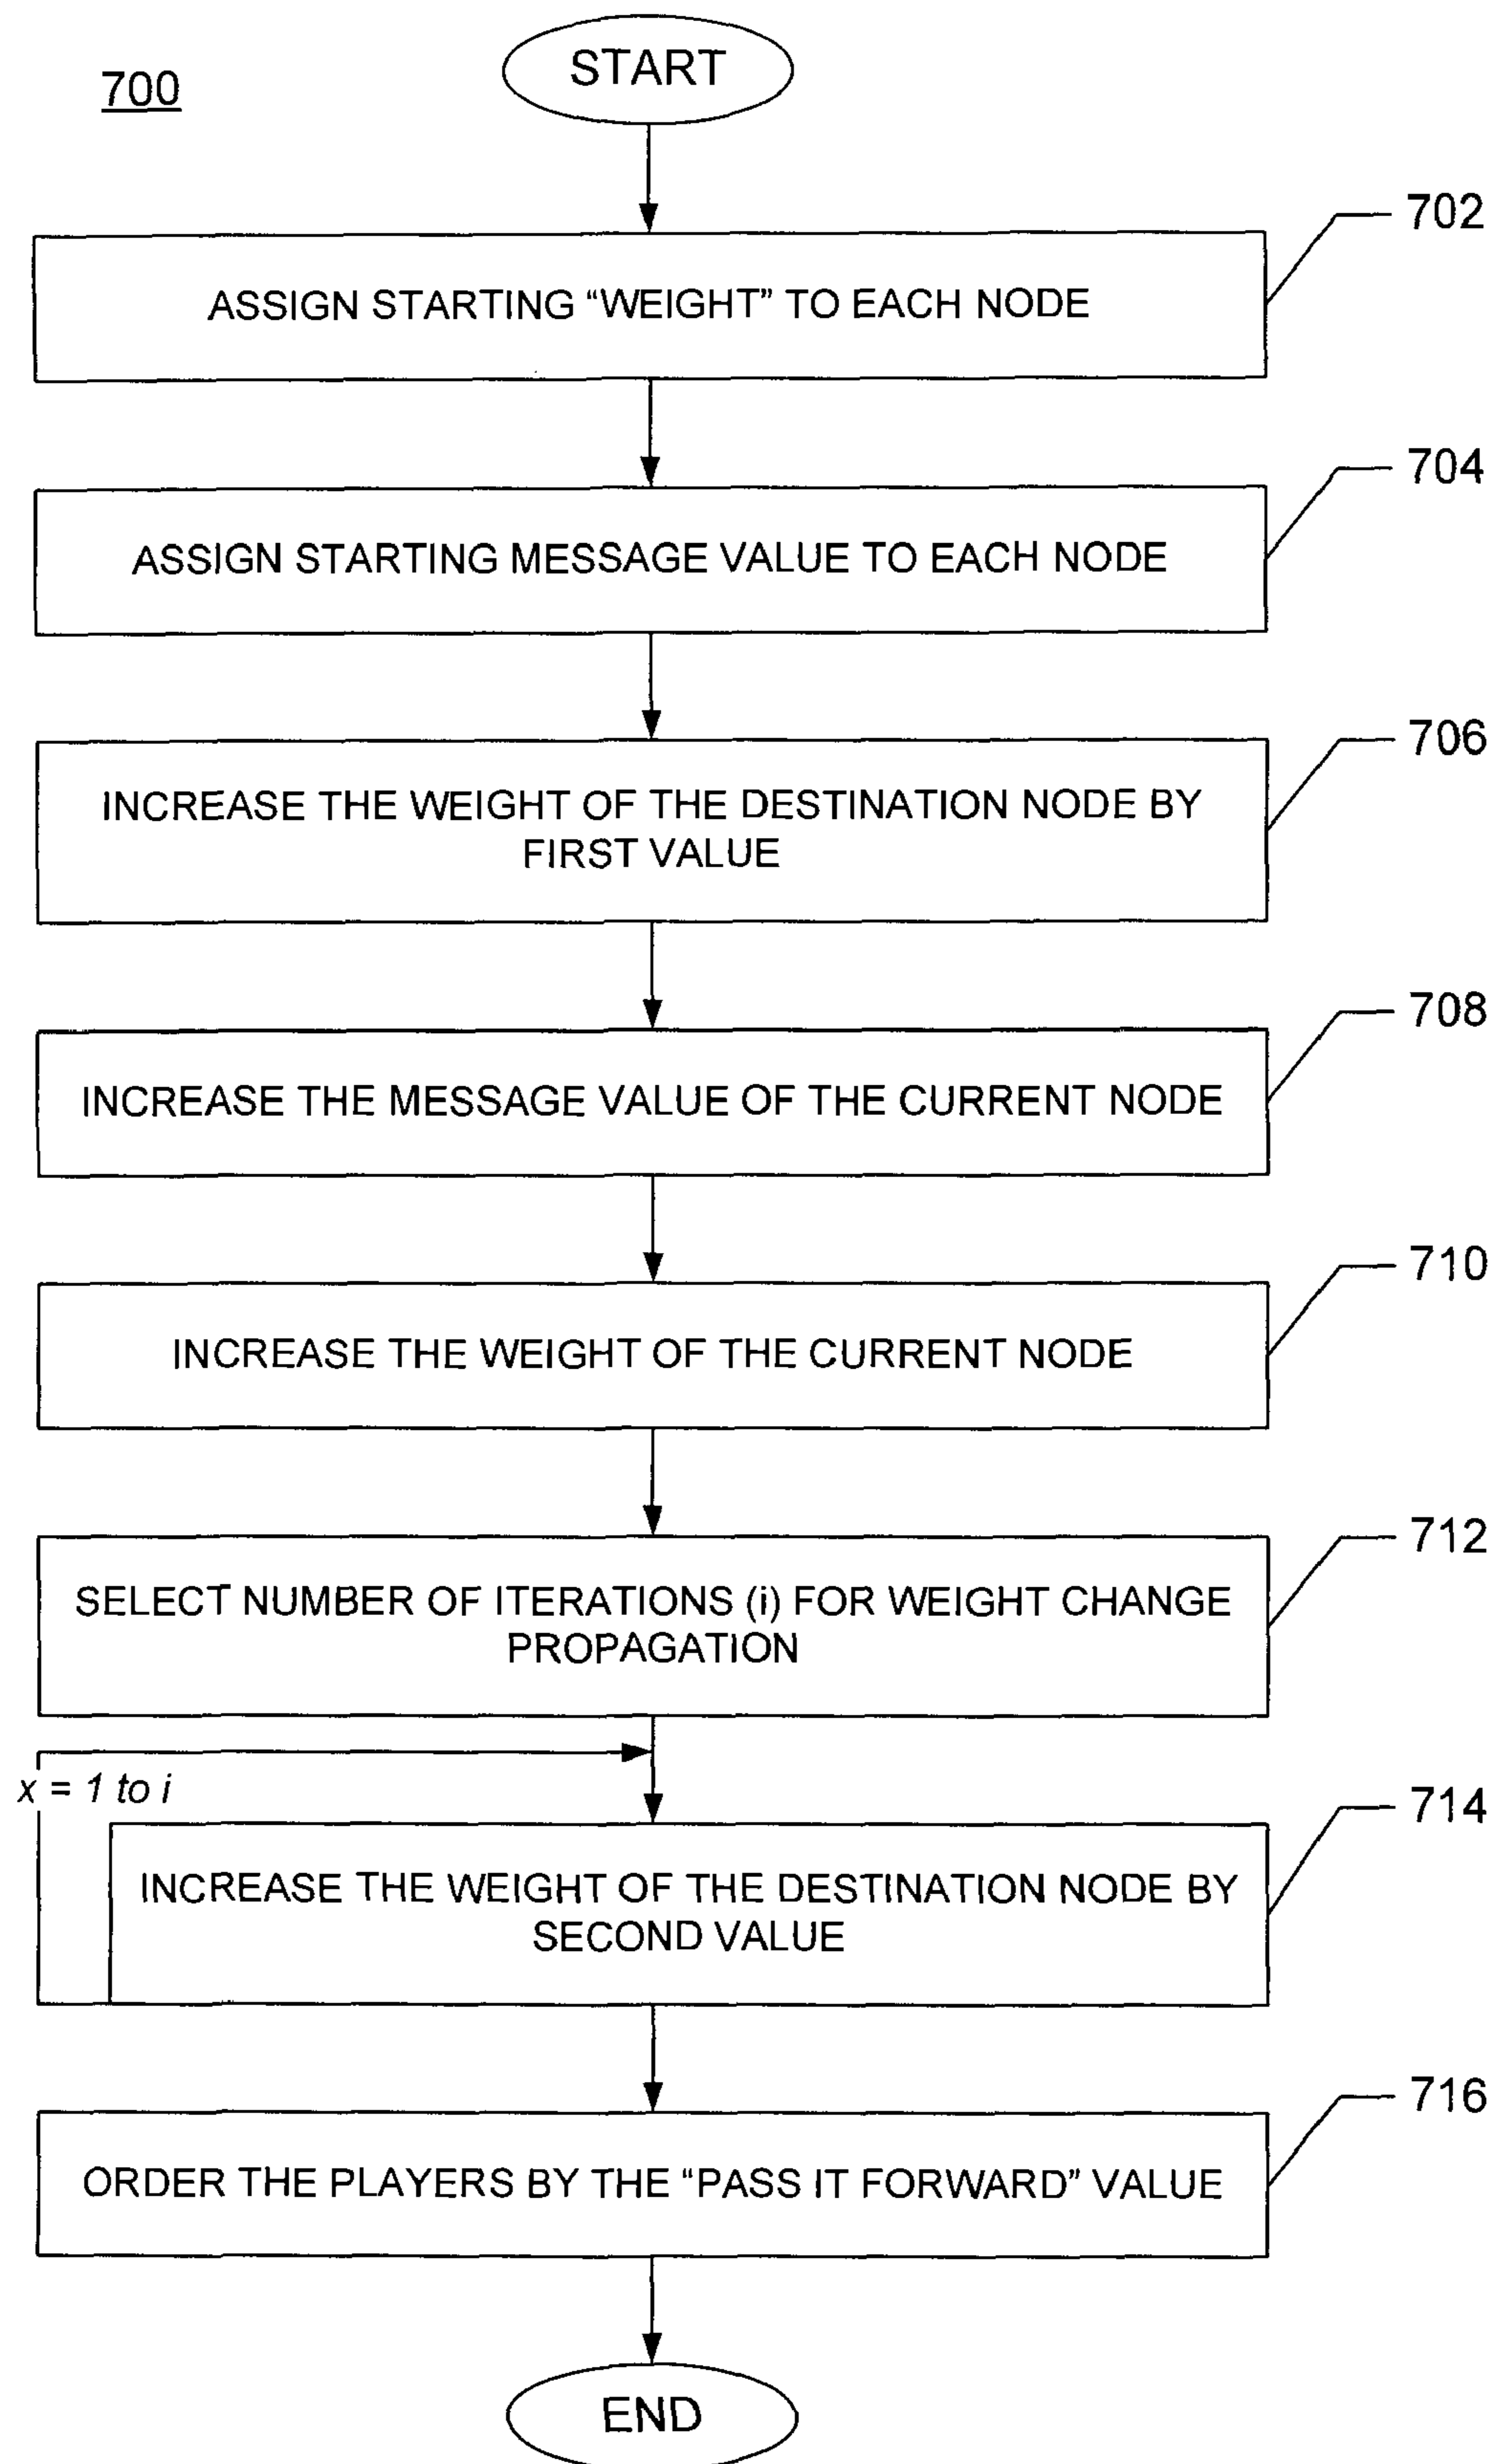 700
START
702
ASSIGN STARTING “WEIGHT” TO EACH NODE
704
ASSIGN STARTING MESSAGE VALUE TO EACH NODE
706
INCREASE THE WEIGHT OF THE DESTINATION NODE BY
FIRST VALUE
708
INCREASE THE MESSAGE VALUE OF THE CURRENT NODE
710
INCREASE THE WEIGHT OF THE CURRENT NODE
712
SELECT NUMBER OF ITERATIONS (i) FOR WEIGHT CHANGE
PROPAGATION
x = 1 to i
714
INCREASE THE WEIGHT OF THE DESTINATION NODE BY
SECOND VALUE
716
ORDER THE PLAYERS BY THE “PASS IT FORWARD” VALUE
END